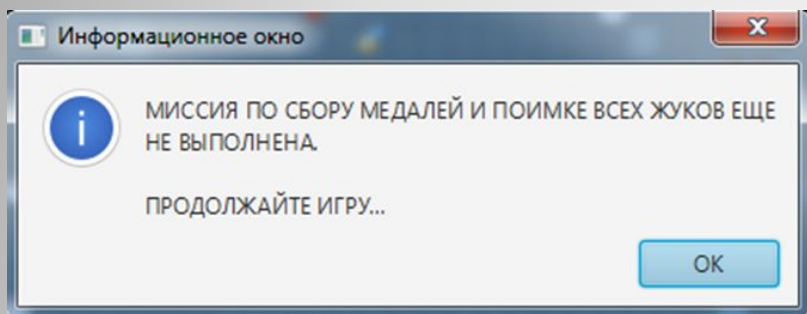 Информационное окно
МИССИЯ ПО СБОРУ МЕДАЛЕЙ И ПОИМКЕ ВСЕХ ЖУКОВ ЕЩЕ
НЕ ВЫПОЛНЕНА.
ПРОДОЛЖАЙТЕ ИГРУ...
OK